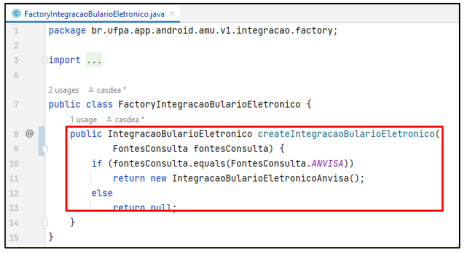 FactoryIntegracaoBularioEletronico.java ×
1 package br.ufpa.app.android.amu.v1.integracao.factory;
2
3 import ...
6
2 usages casdea *
7 public class FactoryIntegracaoBularioEletronico {
1 usage casdea *
8 @ public IntegracaoBularioEletronico createIntegracaoBularioEletronico(
9 FontesConsulta fontesConsulta) {
10 if (fontesConsulta.equals(FontesConsulta.ANVISA))
11 return new IntegracaoBularioEletronicoAnvisa();
12 else
13 return null;
14 }
15 }